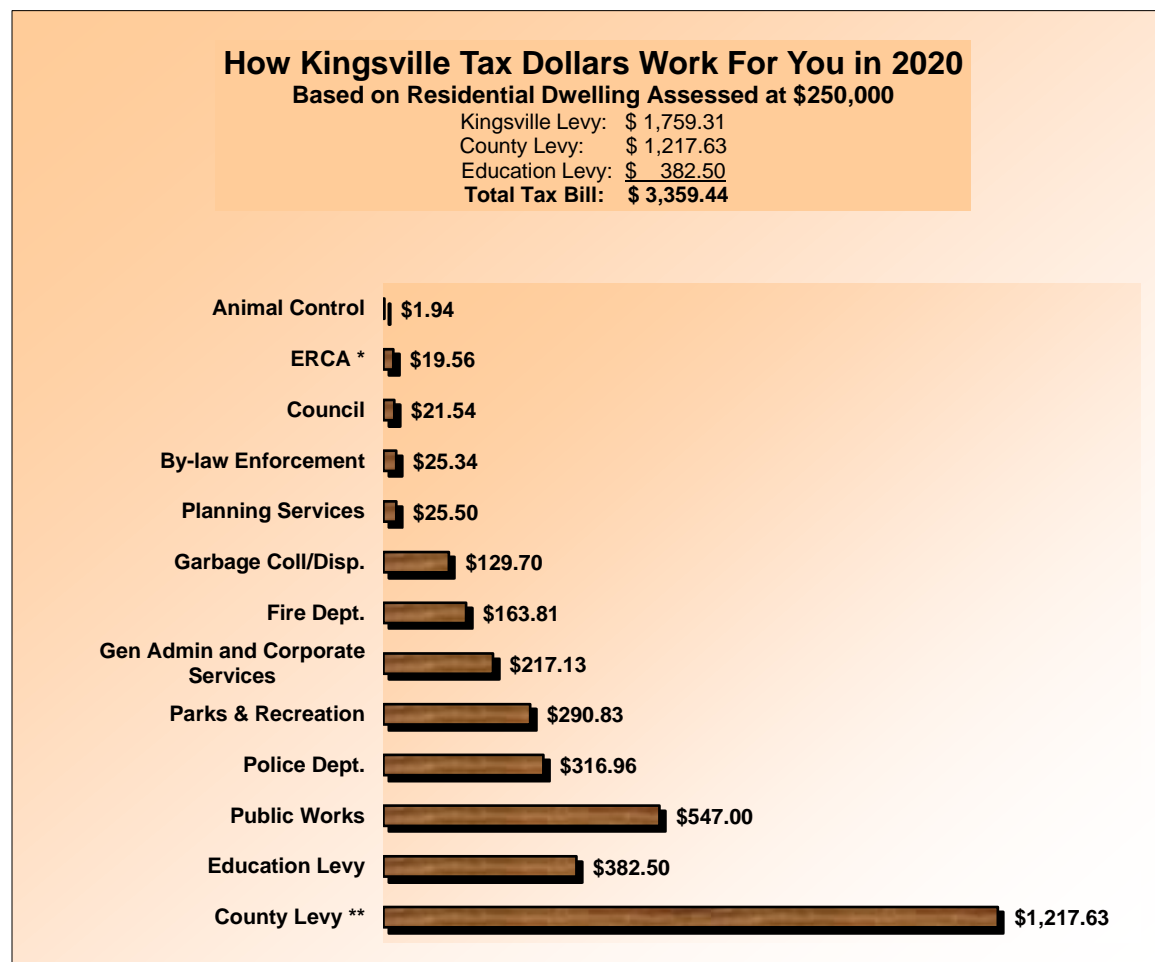 How Kingsville Tax Dollars Work For You in 2020
Based on Residential Dwelling Assessed at $250,000
Kingsville Levy: $ 1,759.31
County Levy: $ 1,217.63
Education Levy: $ 382.50
Total Tax Bill: $ 3,359.44
Animal Control $1.94
ERCA * $19.56
Council $21.54
By-law Enforcement $25.34
Planning Services $25.50
Garbage Coll/Disp. $129.70
Fire Dept. $163.81
Gen Admin and Corporate
Services $217.13
Parks & Recreation $290.83
Police Dept. $316.96
Public Works $547.00
Education Levy $382.50
County Levy ** $1,217.63